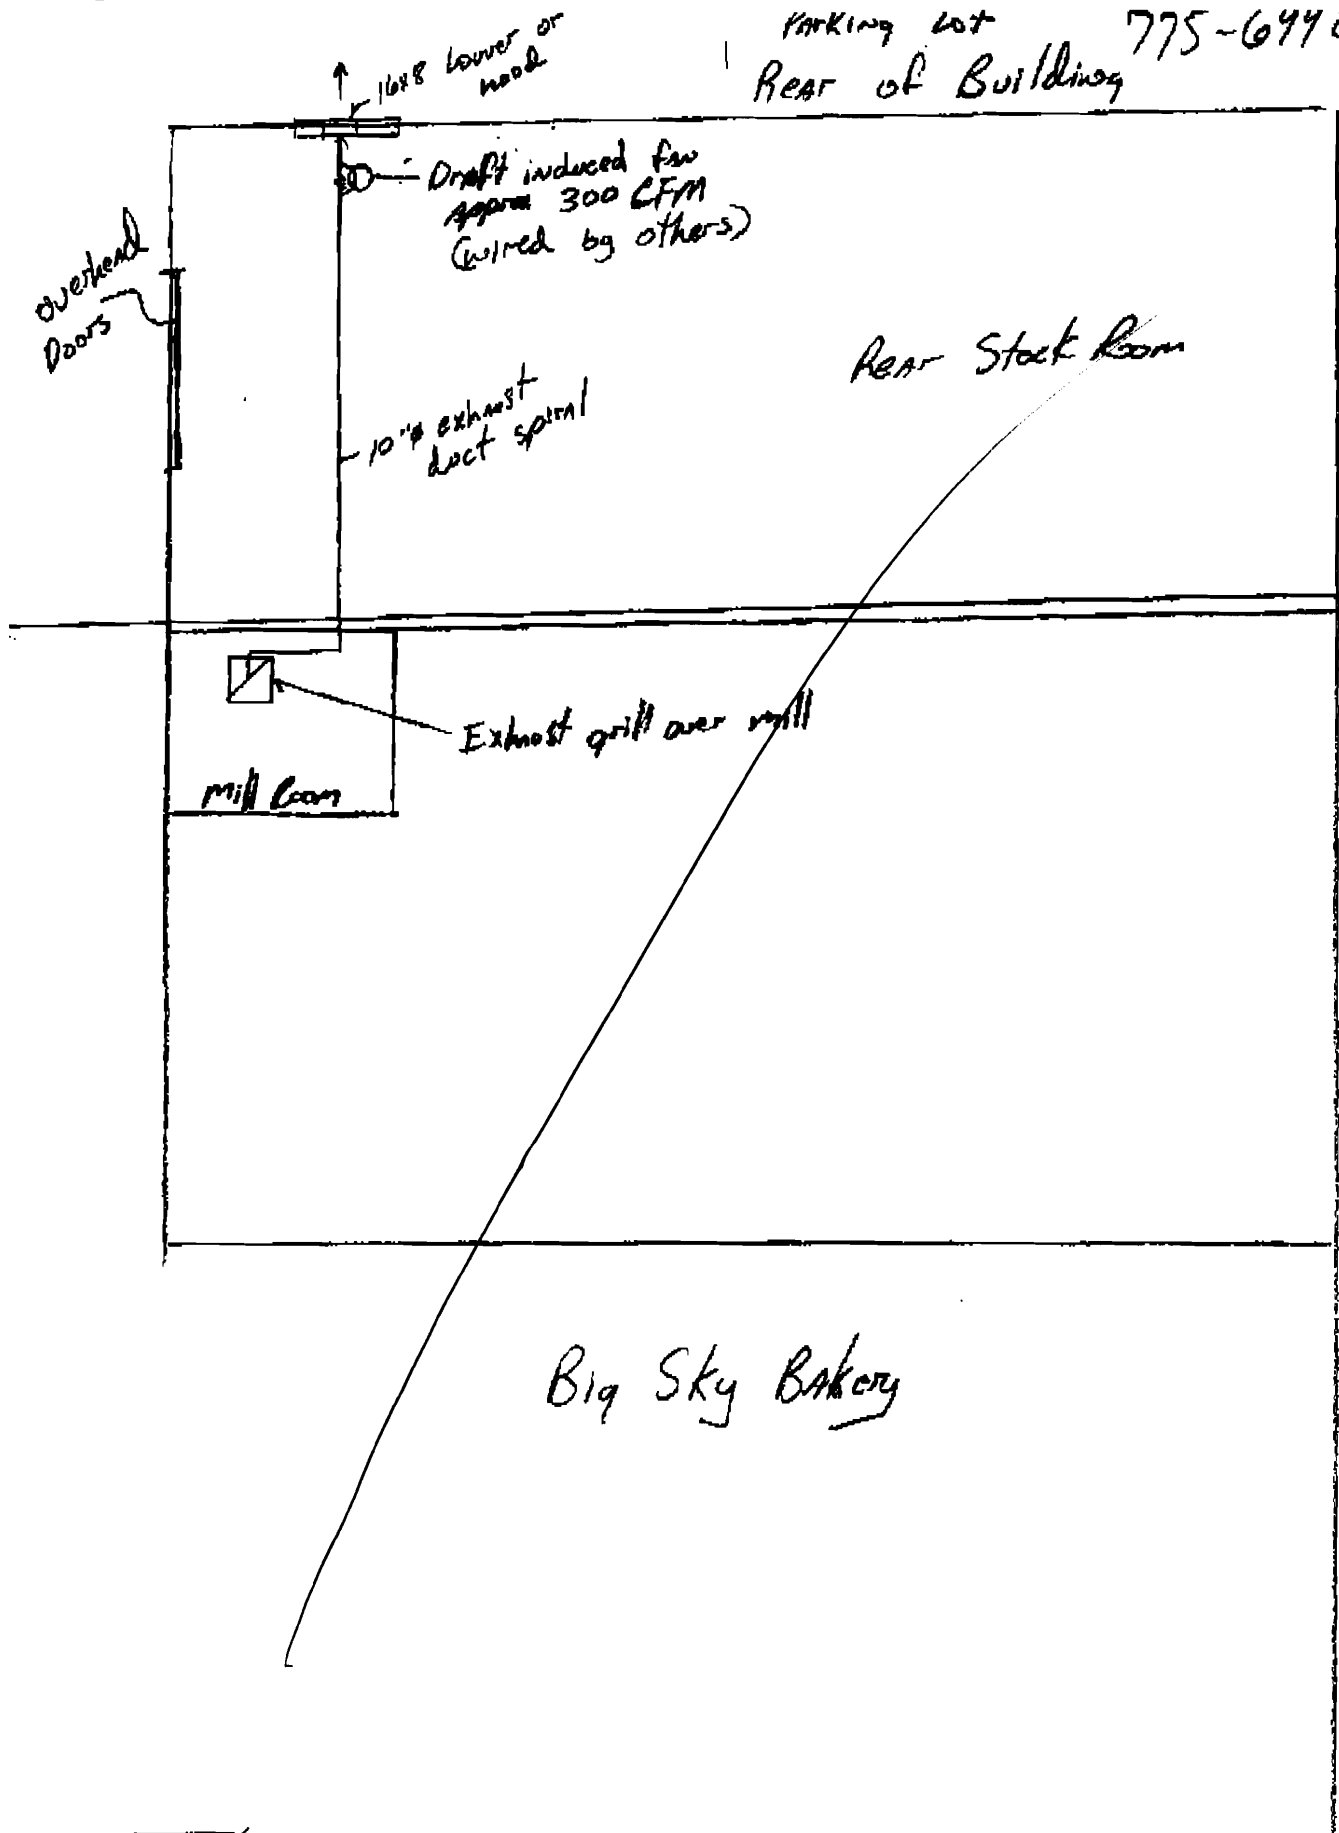 Parking Lot 775-644
Rear of Building
16x8 Louver or
hood
Draft induced fan
approx 300 CFM
(wired by others)
overhead
Doors
Rear Stock Room
10"ø exhaust
duct spiral
Exhaust grill over mill
Mill Room
Big Sky Bakery